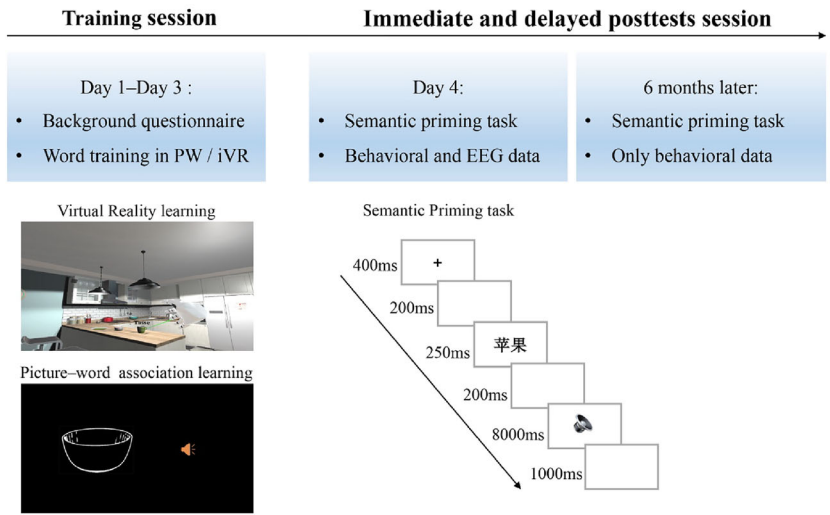 Training session
Immediate and delayed posttests session
Day 1–Day 3 :
• Background questionnaire
• Word training in PW / iVR
Day 4:
• Semantic priming task
• Behavioral and EEG data
6 months later:
• Semantic priming task
• Only behavioral data
Virtual Reality learning
Picture–word association learning
Semantic Priming task
400ms
+
200ms
250ms
苹果
200ms
8000ms
1000ms